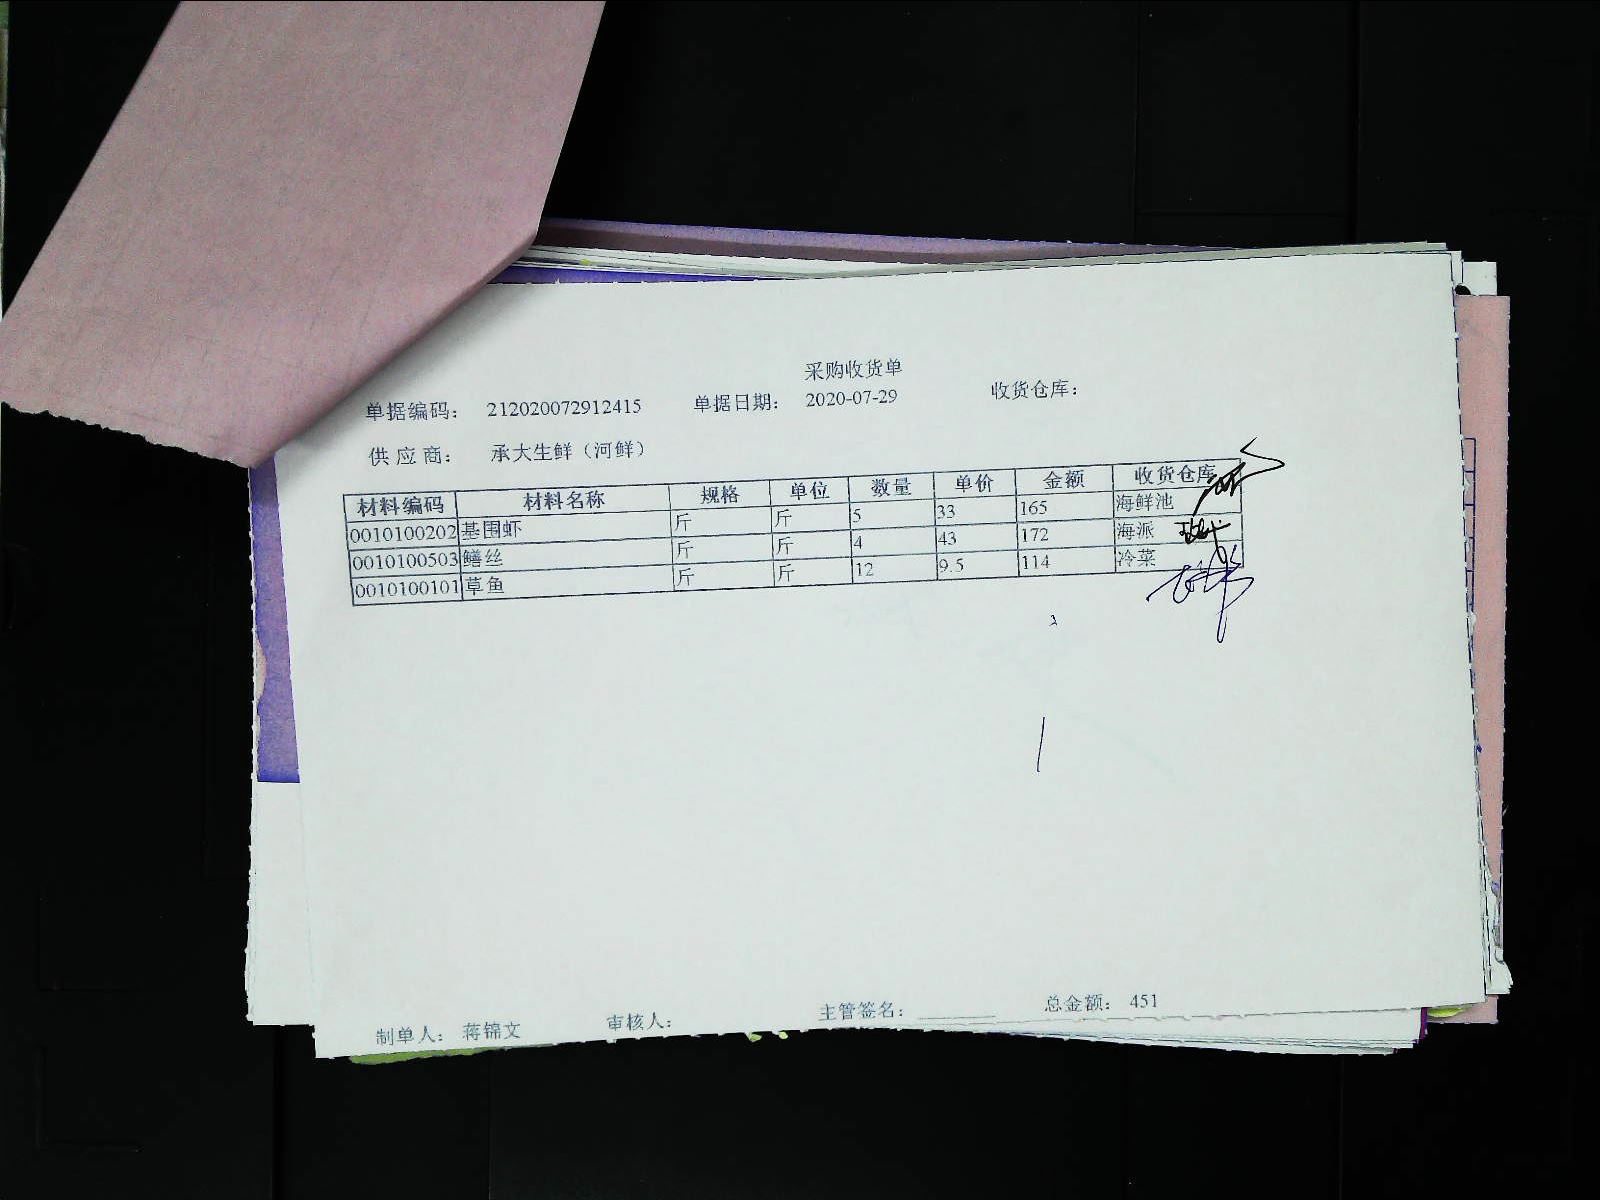 采购收货单
单据编码： 212020072912415 单据日期： 2020-07-29 收货仓库：
供 应 商： 承大生鲜（河鲜）
材料编码 材料名称 规格 单位 数量 单价 金额 收货仓库
0010100202 基围虾 斤 斤 5 33 165 海鲜池
0010100503 鳝丝 斤 斤 4 43 172 海派
0010100101 草鱼 斤 斤 12 9.5 114 冷菜
制单人： 蒋锦文 审核人： 主管签名： 总金额： 451